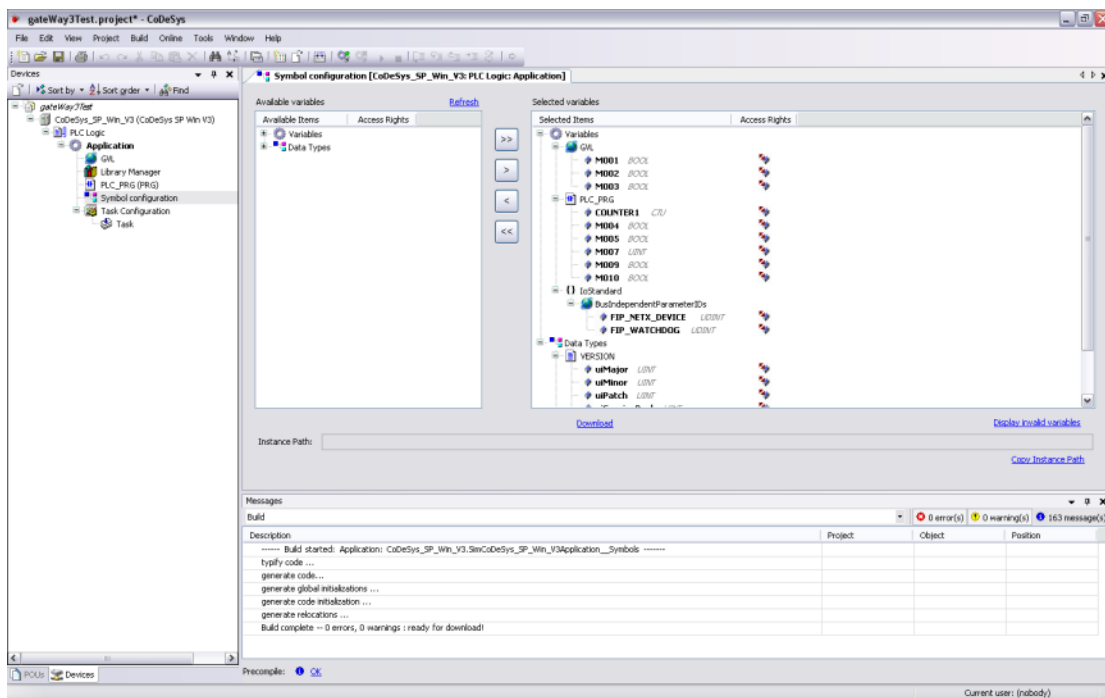 gateWay3Test.project* - CoDeSys
File Edit View Project Build Online Tools Window Help
Devices
Sort by Sort order Find
gateWay3Test
CoDeSys_SP_Win_V3 (CoDeSys SP Win V3)
PLC Logic
Application
GVL
Library Manager
PLC_PRG (PRG)
Symbol configuration
Task Configuration
Task
POUs Devices
Symbol configuration [CoDeSys_SP_Win_V3: PLC Logic: Application]
Available variables Refresh
Available Items Access Rights
Variables
Data Types
>>
>
<
<<
Selected variables
Selected Items Access Rights
Variables
GVL
M001 BOOL
M002 BOOL
M003 BOOL
PLC_PRG
COUNTER1 CTU
M004 BOOL
M005 BOOL
M007 UINT
M009 BOOL
M010 BOOL
IoStandard
BusIndependentParameterIDs
FIP_NETX_DEVICE UDINT
FIP_WATCHDOG UDINT
Data Types
VERSION
uiMajor UINT
uiMinor UINT
uiPatch UINT
Download Display invalid variables
Instance Path:
Copy Instance Path
Messages
Build 0 error(s) 0 warning(s) 163 message(s)
Description Project Object Position
------ Build started: Application: CoDeSys_SP_Win_V3.SimCoDeSys_SP_Win_V3Application__Symbols -------
typify code ...
generate code...
generate global initializations ...
generate code initialization ...
generate relocations ...
Build complete -- 0 errors, 0 warnings : ready for download!
Precompile: OK
Current user: (nobody)